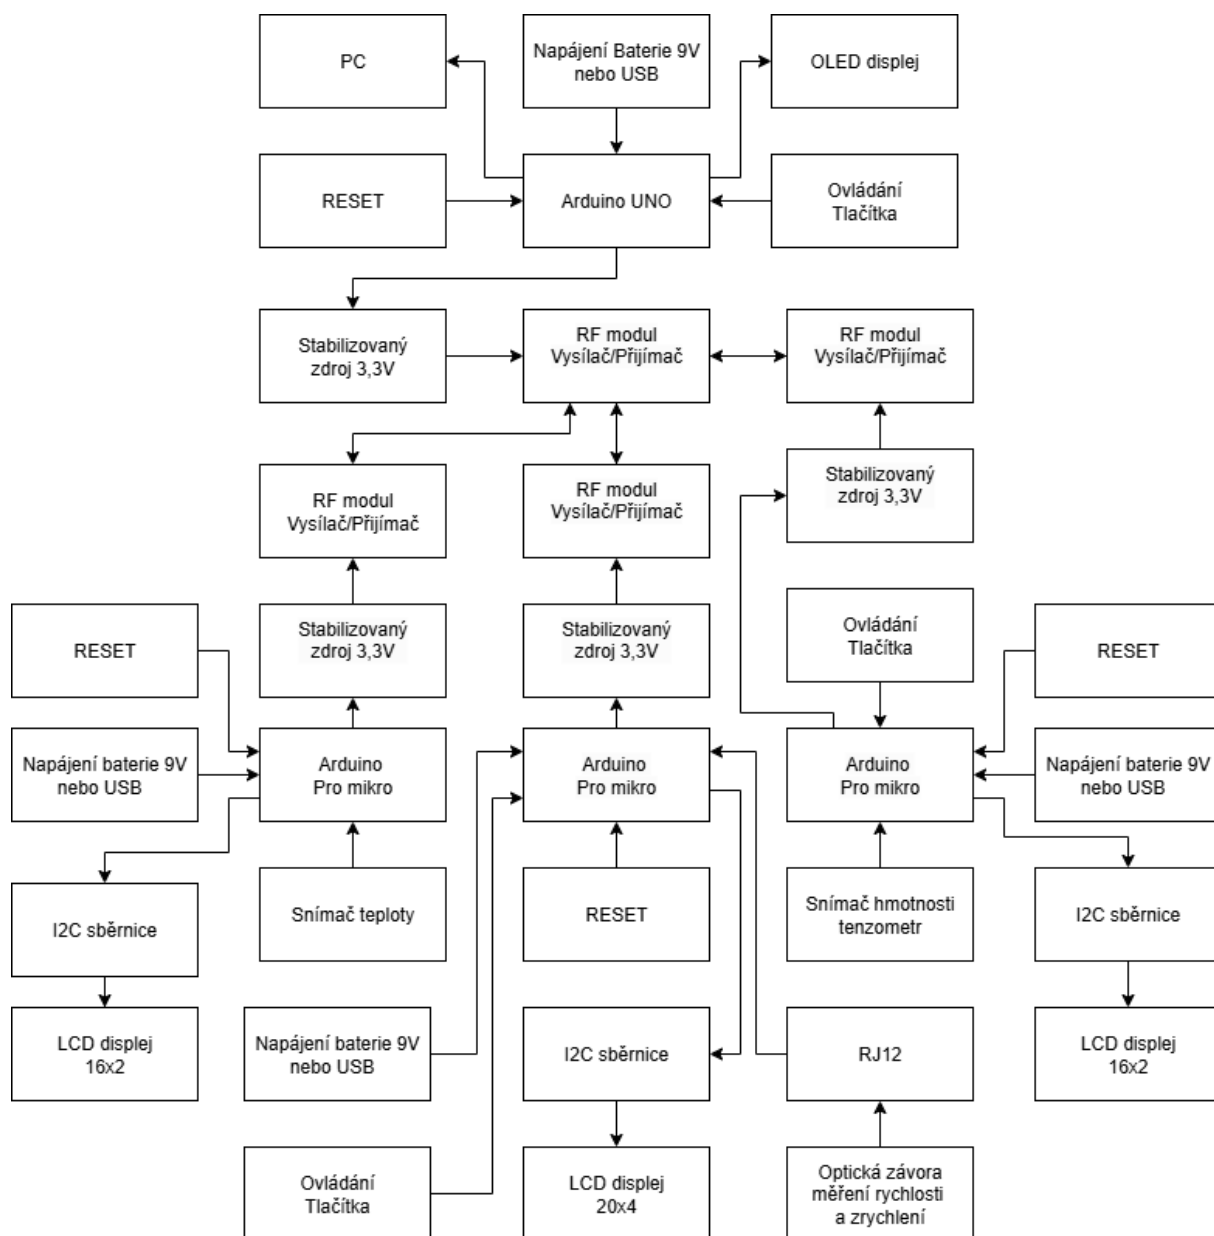 PC
Napájení Baterie 9V
nebo USB
OLED displej
RESET
Arduino UNO
Ovládání
Tlačítka
Stabilizovaný
zdroj 3,3V
RF modul
Vysílač/Přijímač
RF modul
Vysílač/Přijímač
RF modul
Vysílač/Přijímač
RF modul
Vysílač/Přijímač
Stabilizovaný
zdroj 3,3V
RESET
Stabilizovaný
zdroj 3,3V
Stabilizovaný
zdroj 3,3V
Ovládání
Tlačítka
RESET
Napájení baterie 9V
nebo USB
Arduino
Pro mikro
Arduino
Pro mikro
Arduino
Pro mikro
Napájení baterie 9V
nebo USB
I2C sběrnice
Snímač teploty
RESET
Snímač hmotnosti
tenzometr
I2C sběrnice
LCD displej
16x2
Napájení baterie 9V
nebo USB
I2C sběrnice
RJ12
LCD displej
16x2
Ovládání
Tlačítka
LCD displej
20x4
Optická závora
měření rychlosti
a zrychlení